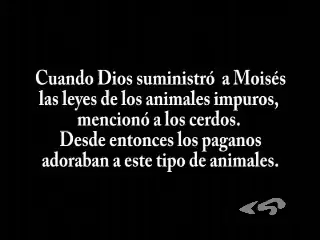 Cuando Dios suministró a Moisés
las leyes de los animales impuros,
mencionó a los cerdos.
Desde entonces los paganos
adoraban a este tipo de animales.